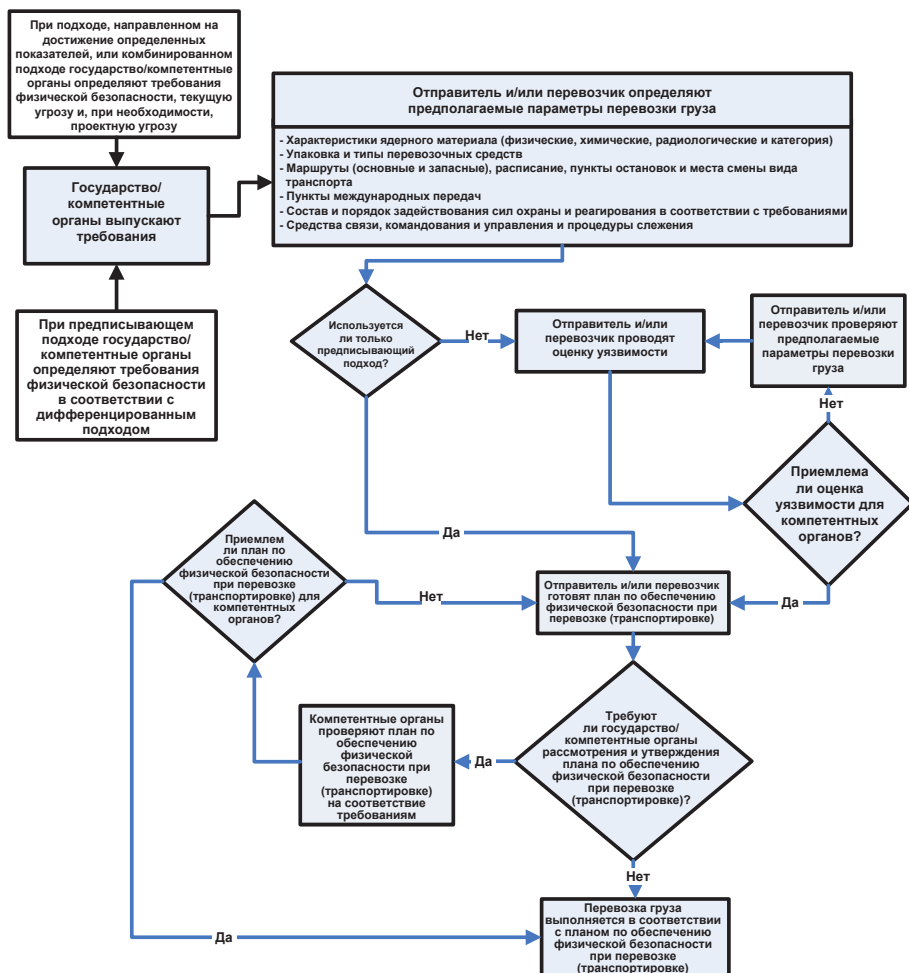 При подходе, направленном на
достижение определенных
показателей, или комбинированном
подходе государство/компетентные
органы определяют требования
физической безопасности, текущую
угрозу и, при необходимости,
проектную угрозу
Государство/
компетентные
органы выпускают
требования
При предписывающем
подходе государство/
компетентные органы
определяют требования
физической безопасности
в соответствии с
дифференцированным
подходом
Отправитель и/или перевозчик определяют
предполагаемые параметры перевозки груза
- Характеристики ядерного материала (физические, химические, радиологические и категория)
- Упаковка и типы перевозочных средств
- Маршруты (основные и запасные), расписание, пункты остановок и места смены вида
транспорта
- Пункты международных передач
- Состав и порядок задействования сил охраны и реагирования в соответствии с требованиями
- Средства связи, командования и управления и процедуры слежения
Используется
ли только
предписывающий
подход?
Нет
Отправитель и/или
перевозчик проводят
оценку уязвимости
Отправитель и/или
перевозчик проверяют
предполагаемые
параметры перевозки
груза
Нет
Приемлема
ли оценка
уязвимости для
компетентных
органов?
Да
Да
Приемлем
ли план по
обеспечению
физической безопасности
при перевозке
(транспортировке) для
компетентных
органов?
Нет
Отправитель и/или перевозчик
готовят план по обеспечению
физической безопасности при
перевозке (транспортировке)
Требуют
ли государство/
компетентные органы
рассмотрения и утверждения
плана по обеспечению
физической безопасности
при перевозке
(транспортировке)?
Да
Компетентные органы
проверяют план по
обеспечению
физической
безопасности при
перевозке
(транспортировке)
на соответствие
требованиям
Нет
Да
Перевозка груза
выполняется в соответствии
с планом по обеспечению
физической безопасности
при перевозке
(транспортировке)